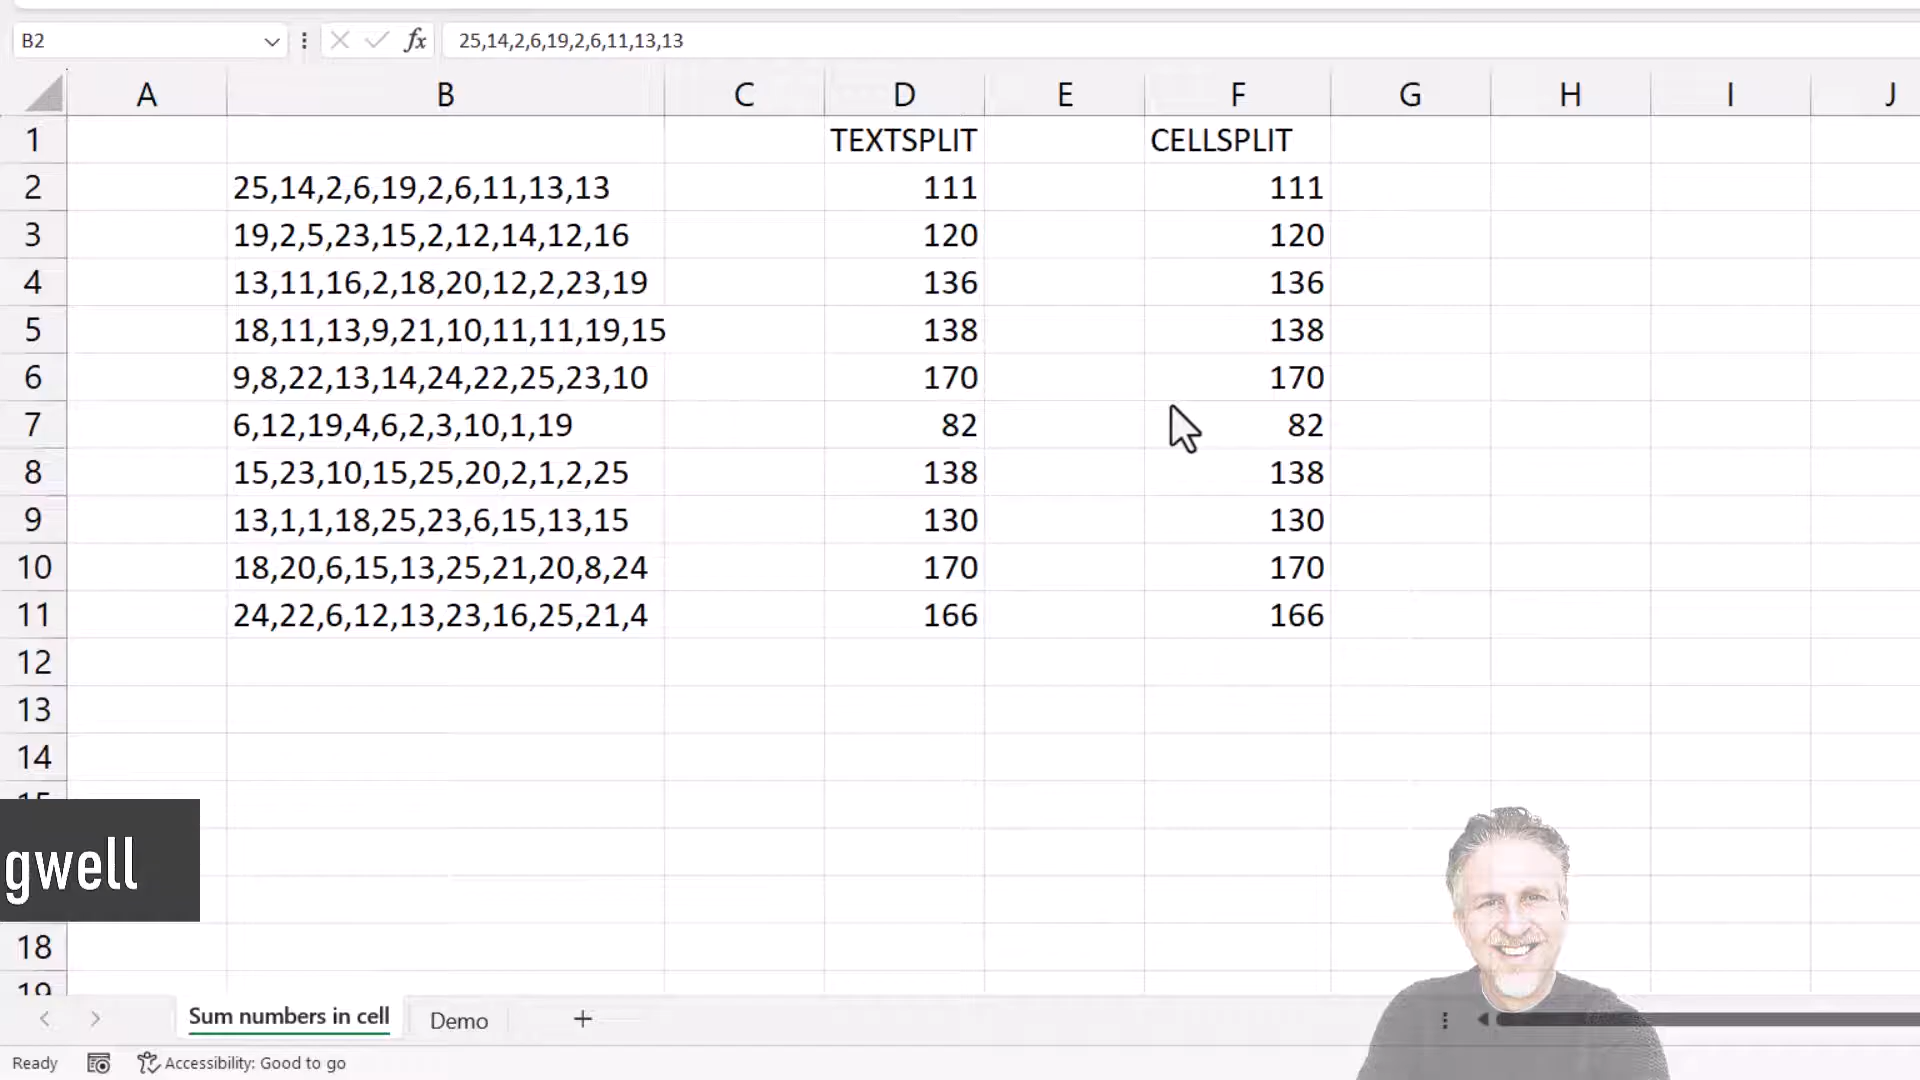 B2 fx 25,14,2,6,19,2,6,11,13,13
A B C D E F G H I J
1 TEXTSPLIT CELLSPLIT
2 25,14,2,6,19,2,6,11,13,13 111 111
3 19,2,5,23,15,2,12,14,12,16 120 120
4 13,11,16,2,18,20,12,2,23,19 136 136
5 18,11,13,9,21,10,11,11,19,15 138 138
6 9,8,22,13,14,24,22,25,23,10 170 170
7 6,12,19,4,6,2,3,10,1,19 82 82
8 15,23,10,15,25,20,2,1,2,25 138 138
9 13,1,1,18,25,23,6,15,13,15 130 130
10 18,20,6,15,13,25,21,20,8,24 170 170
11 24,22,6,12,13,23,16,25,21,4 166 166
12
13
14
gwell
18
19
Sum numbers in cell Demo +
Ready Accessibility: Good to go